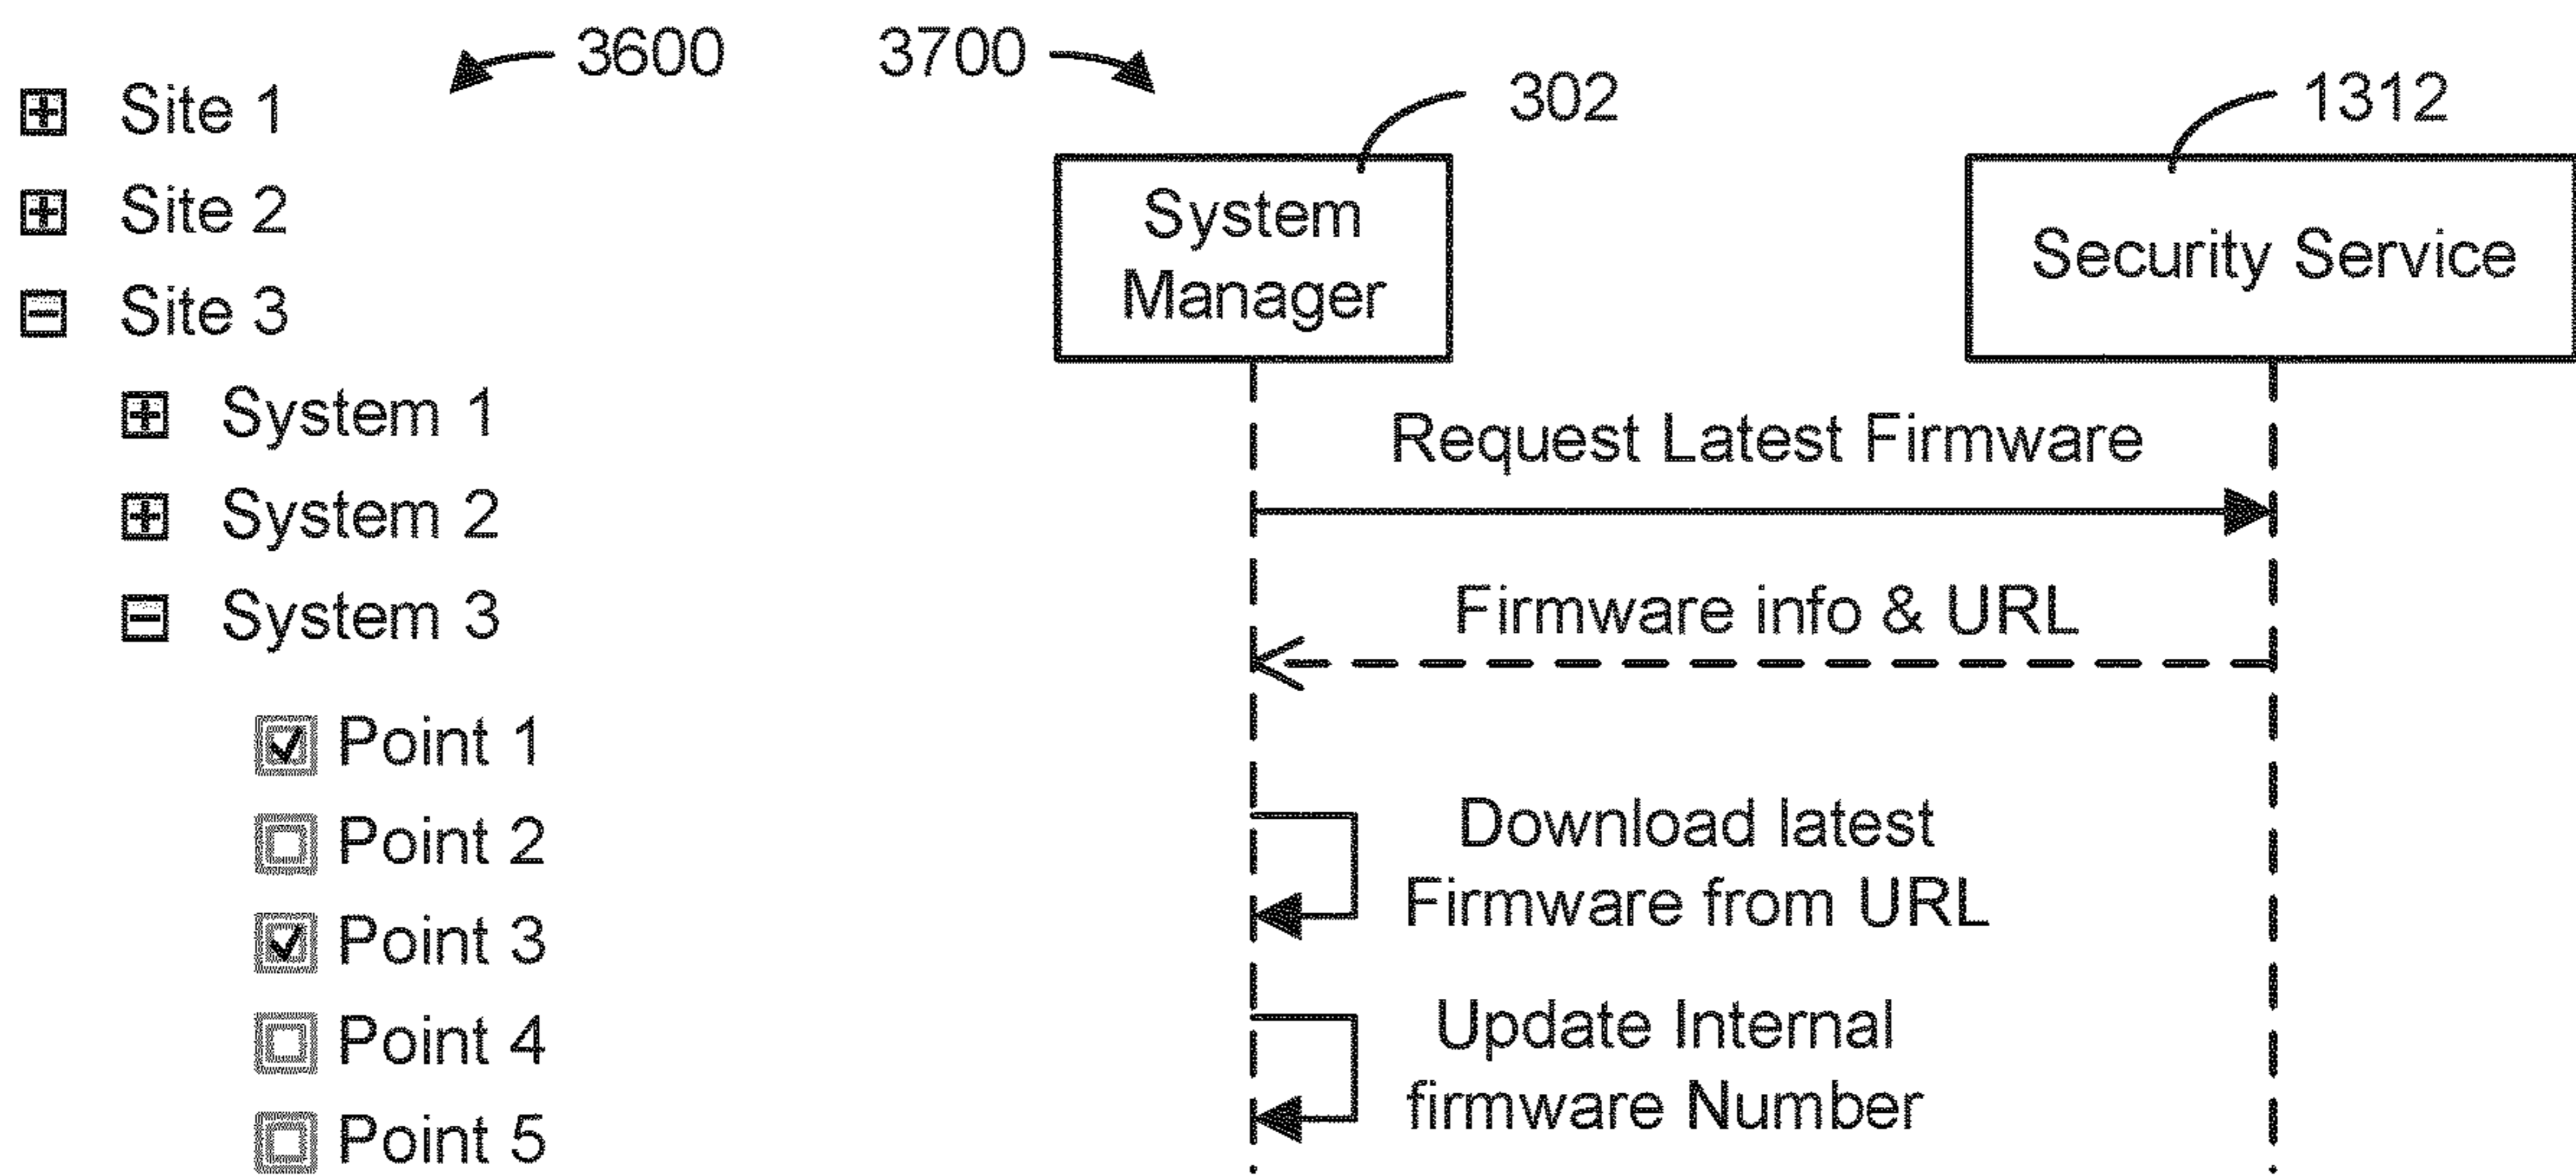 3600
Site 1
Site 2
Site 3
System 1
System 2
System 3
Point 1
Point 2
Point 3
Point 4
Point 5
3700
302
1312
System
Manager
Security Service
Request Latest Firmware
Firmware info & URL
Download latest
Firmware from URL
Update Internal
firmware Number